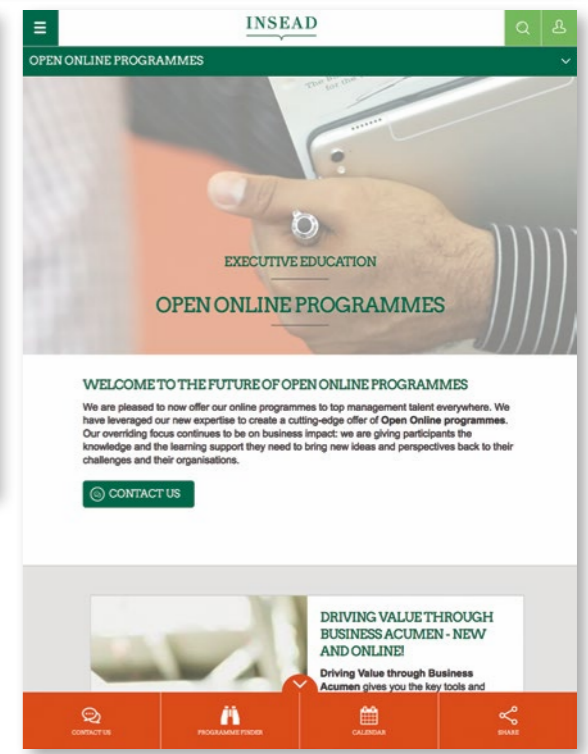 INSEAD
OPEN ONLINE PROGRAMMES
EXECUTIVE EDUCATION
OPEN ONLINE PROGRAMMES
WELCOME TO THE FUTURE OF OPEN ONLINE PROGRAMMES
We are pleased to now offer our online programmes to top management talent everywhere. We
have leveraged our new expertise to create a cutting-edge offer of Open Online programmes.
Our overriding focus continues to be on business impact: we are giving participants the
knowledge and the learning support they need to bring new ideas and perspectives back to their
challenges and their organisations.
CONTACT US
DRIVING VALUE THROUGH
BUSINESS ACUMEN - NEW
AND ONLINE!
Driving Value through Business
Acumen gives you the key tools and
CONTACT US
PROGRAMME FINDER
CALENDAR
SHARE